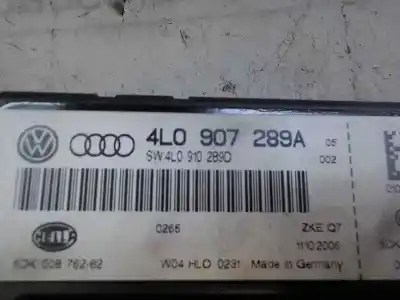 4L0 907 289A 05
SW 4L0 910 289D 002
0265 ZKE Q7
HELLA 11.10.2006
5DK 008 762-62 W04 HLO 0231 Made in Germany